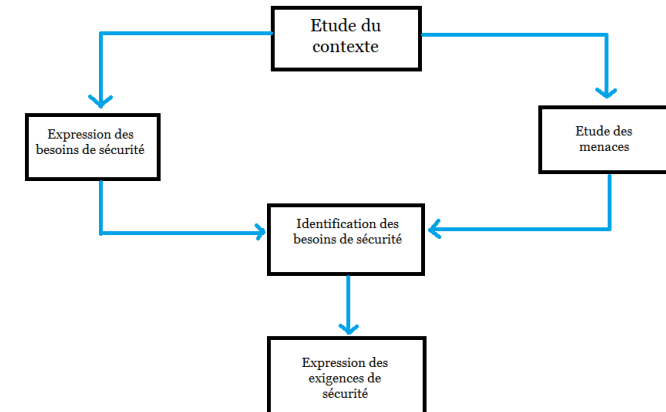 Etude du
contexte
Expression des
besoins de sécurité
Etude des
menaces
Identification des
besoins de sécurité
Expression des
exigences de
sécurité